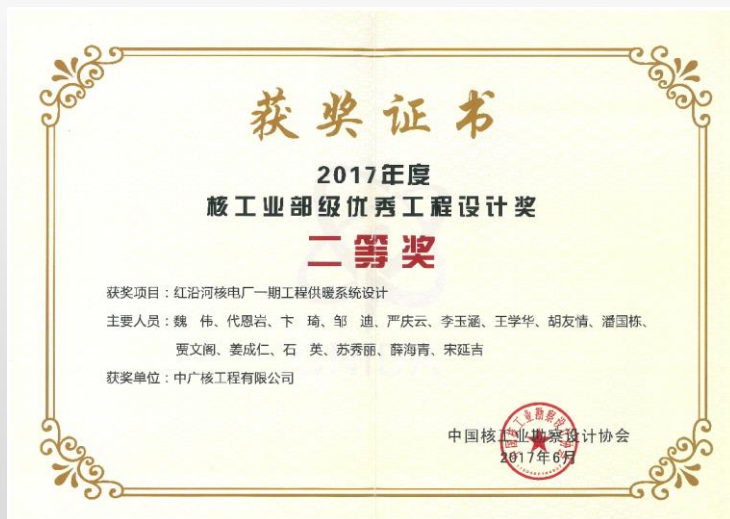 获奖证书
2017年度
核工业部级优秀工程设计奖
二等奖
获奖项目：红沿河核电厂一期工程供暖系统设计
主要人员：魏　伟、代恩岩、卞　琦、邹　迪、严庆云、李玉涵、王学华、胡友情、潘国栋、
贾文阁、姜成仁、石　英、苏秀丽、薛海青、宋延吉
获奖单位：中广核工程有限公司
中国核工业勘察设计协会
2017年6月